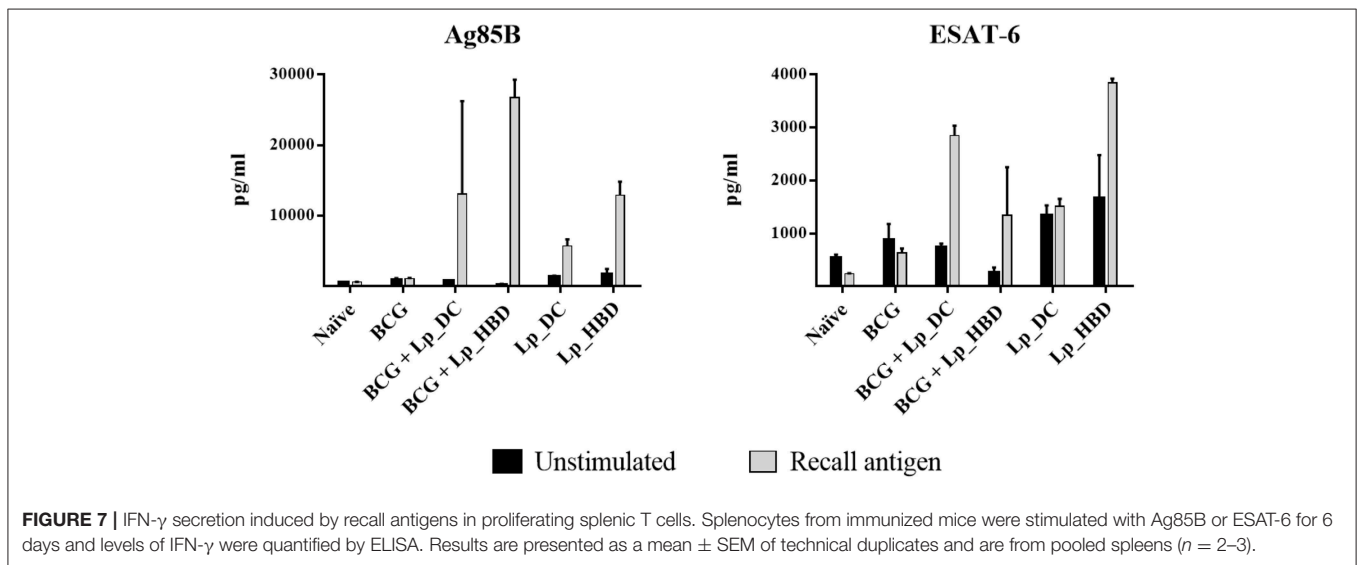 Ag85B
30000
20000
10000
pg/ml
Naïve
BCG
BCG + Lp_DC
BCG + Lp_HBD
Lp_DC
Lp_HBD
ESAT-6
4000
3000
2000
1000
pg/ml
Naïve
BCG
BCG + Lp_DC
BCG + Lp_HBD
Lp_DC
Lp_HBD
Unstimulated Recall antigen
FIGURE 7 | IFN-γ secretion induced by recall antigens in proliferating splenic T cells. Splenocytes from immunized mice were stimulated with Ag85B or ESAT-6 for 6
days and levels of IFN-γ were quantified by ELISA. Results are presented as a mean ± SEM of technical duplicates and are from pooled spleens (n = 2–3).